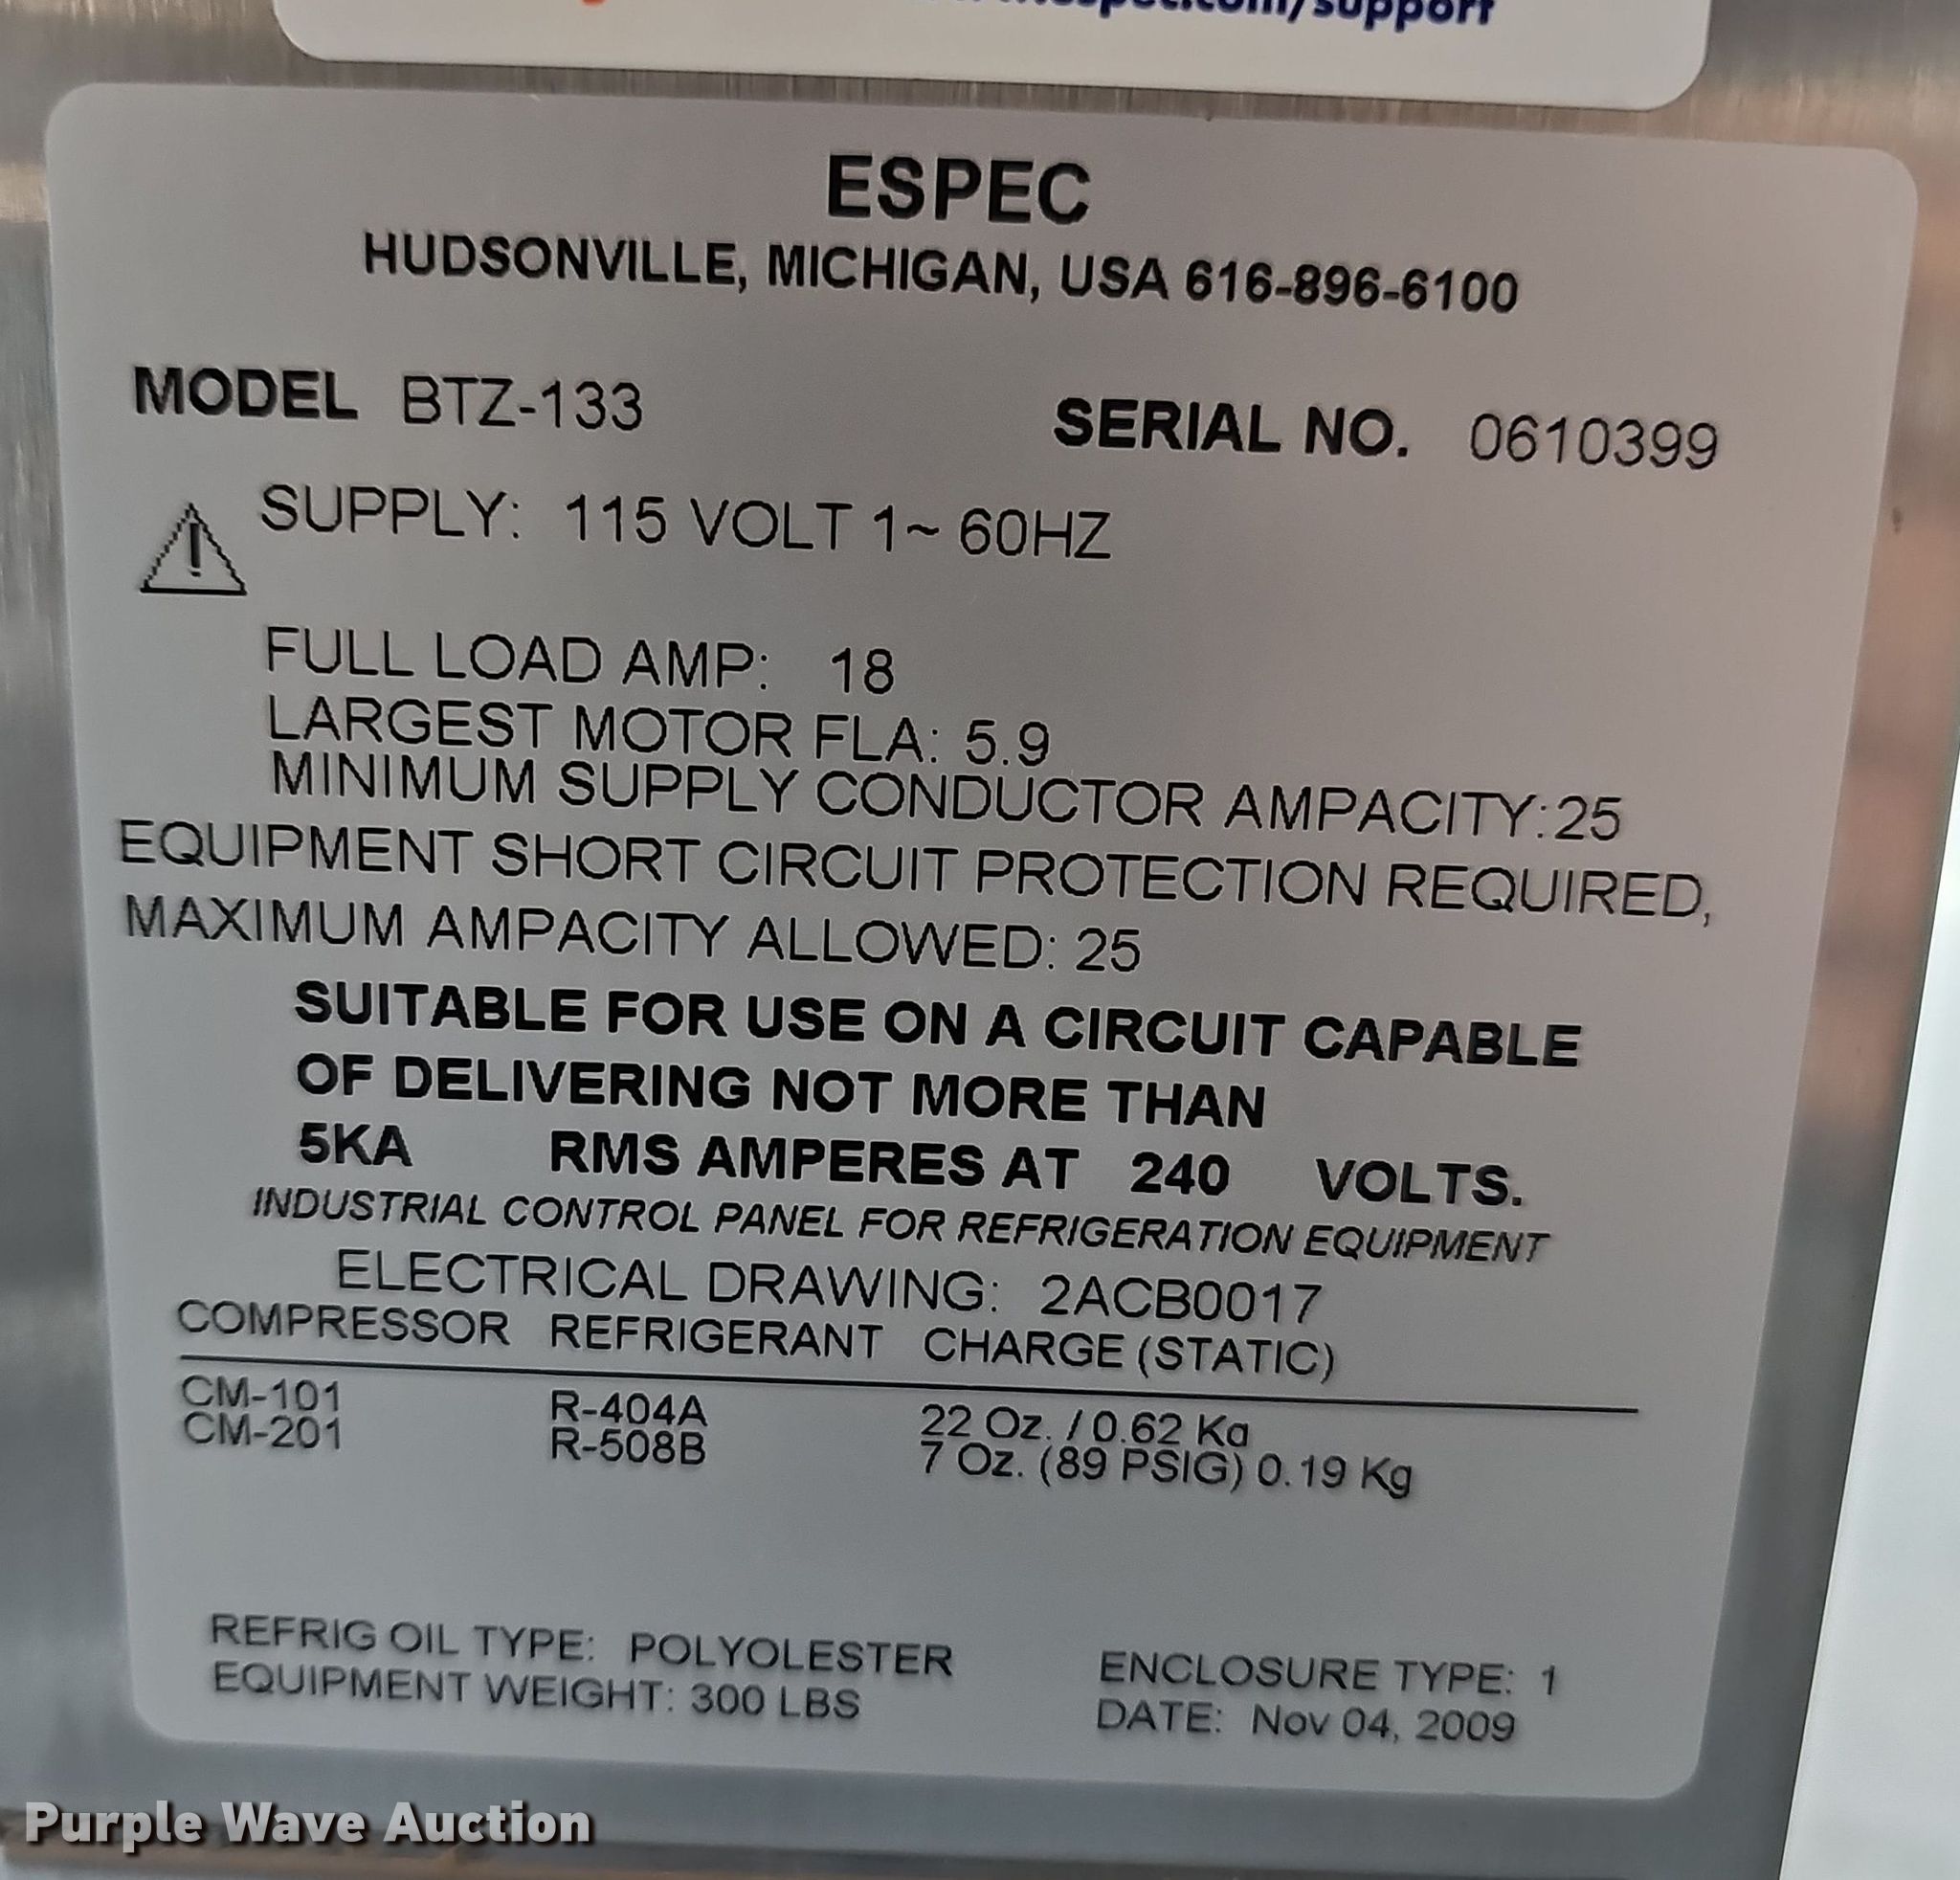 /support
ESPEC
HUDSONVILLE, MICHIGAN, USA 616-896-6100
MODEL BTZ-133 SERIAL NO. 0610399
SUPPLY: 115 VOLT 1~ 60HZ
!
FULL LOAD AMP: 18
LARGEST MOTOR FLA: 5.9
MINIMUM SUPPLY CONDUCTOR AMPACITY:25
EQUIPMENT SHORT CIRCUIT PROTECTION REQUIRED,
MAXIMUM AMPACITY ALLOWED: 25
SUITABLE FOR USE ON A CIRCUIT CAPABLE
OF DELIVERING NOT MORE THAN
5KA RMS AMPERES AT 240 VOLTS.
INDUSTRIAL CONTROL PANEL FOR REFRIGERATION EQUIPMENT
ELECTRICAL DRAWING: 2ACB0017
COMPRESSOR REFRIGERANT CHARGE (STATIC)
CM-101 R-404A 22 Oz. / 0.62 Kg
CM-201 R-508B 7 Oz. (89 PSIG) 0.19 Kg
REFRIG OIL TYPE: POLYOLESTER ENCLOSURE TYPE: 1
EQUIPMENT WEIGHT: 300 LBS DATE: Nov 04, 2009
Purple Wave Auction